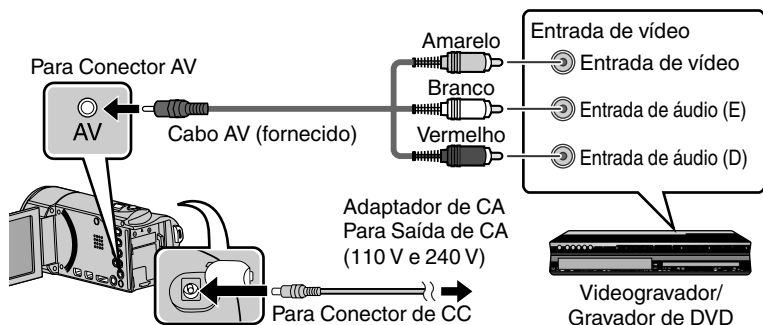 Para Conector AV
AV
Cabo AV (fornecido)
Amarelo
Branco
Vermelho
Entrada de vídeo
Entrada de vídeo
Entrada de áudio (E)
Entrada de áudio (D)
Adaptador de CA
Para Saída de CA
(110 V e 240 V)
Para Conector de CC
Videogravador/
Gravador de DVD